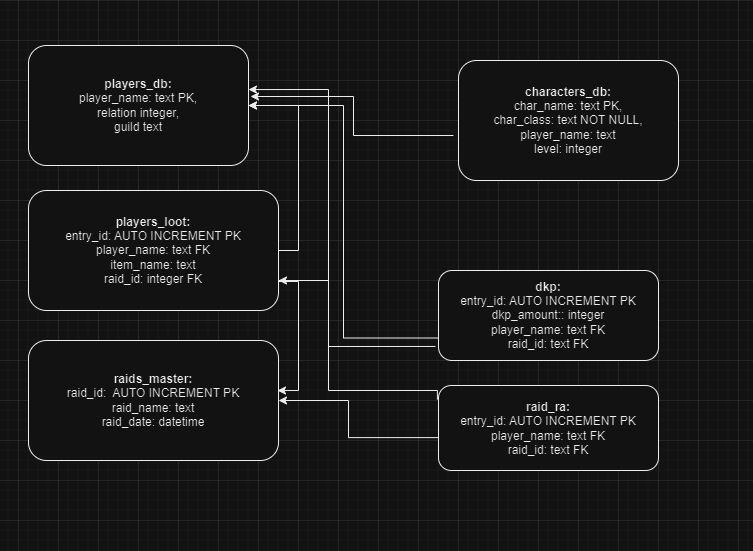 players_db:
player_name: text PK,
relation integer,
guild text
characters_db:
char_name: text PK,
char_class: text NOT NULL,
player_name: text
level: integer
players_loot:
entry_id: AUTO INCREMENT PK
player_name: text FK
item_name: text
raid_id: integer FK
dkp:
entry_id: AUTO INCREMENT PK
dkp_amount:: integer
player_name: text FK
raid_id: text FK
raids_master:
raid_id: AUTO INCREMENT PK
raid_name: text
raid_date: datetime
raid_ra:
entry_id: AUTO INCREMENT PK
player_name: text FK
raid_id: text FK